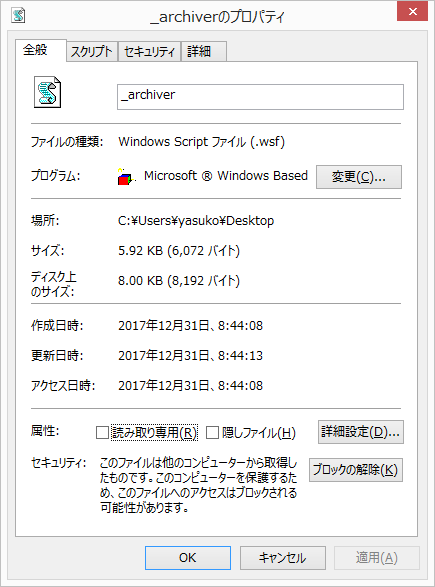 _archiverのプロパティ
全般 スクリプト セキュリティ 詳細
_archiver
ファイルの種類: Windows Script ファイル (.wsf)
プログラム: Microsoft ® Windows Based 変更(C)...
場所: C:¥Users¥yasuko¥Desktop
サイズ: 5.92 KB (6,072 バイト)
ディスク上
のサイズ: 8.00 KB (8,192 バイト)
作成日時: 2017年12月31日、8:44:08
更新日時: 2017年12月31日、8:44:13
アクセス日時: 2017年12月31日、8:44:08
属性: 読み取り専用(R) 隠しファイル(H) 詳細設定(D)...
セキュリティ: このファイルは他のコンピューターから取得し
たものです。このコンピューターを保護するため
め、このファイルへのアクセスはブロックされる
可能性があります。
ブロックの解除(K)
OK キャンセル 適用(A)